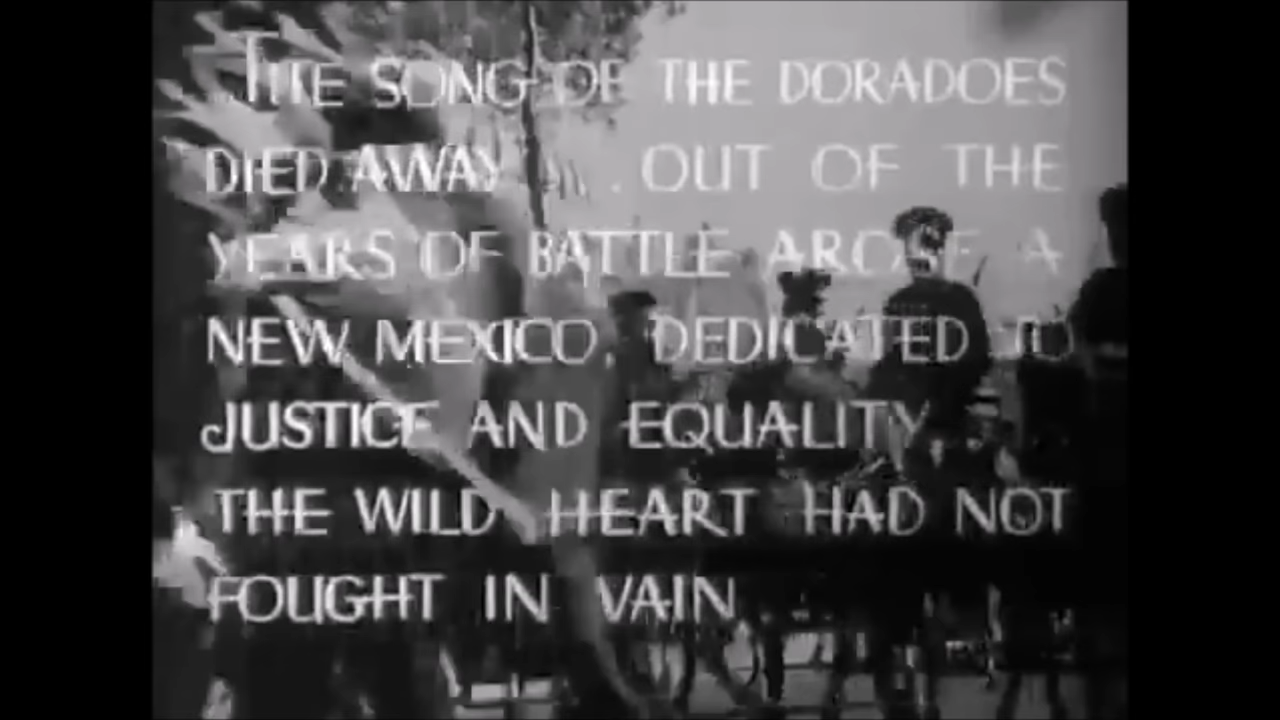 ...THE SONG OF THE DORADOES
DIED AWAY ... OUT OF THE
YEARS OF BATTLE AROSE A
NEW MEXICO DEDICATED TO
JUSTICE AND EQUALITY
THE WILD HEART HAD NOT
FOUGHT IN VAIN